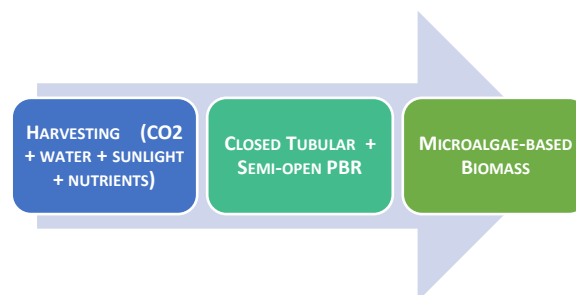 HARVESTING (CO2
+ WATER + SUNLIGHT
+ NUTRIENTS)
CLOSED TUBULAR +
SEMI-OPEN PBR
MICROALGAE-BASED
BIOMASS